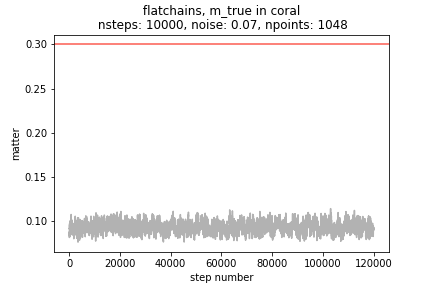 flatchains, m_true in coral
nsteps: 10000, noise: 0.07, npoints: 1048
0.30
0.25
0.20
0.15
0.10
matter
0 20000 40000 60000 80000 100000 120000
step number